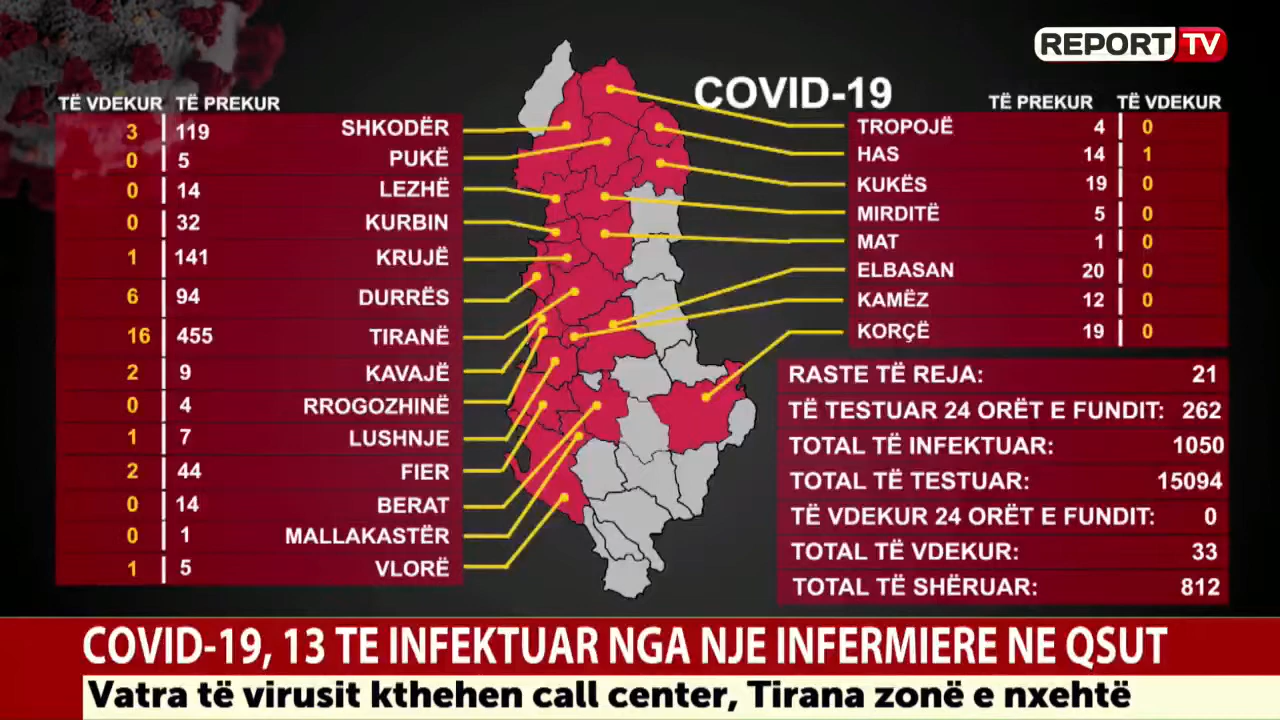 REPORT TV
COVID-19
TË VDEKUR TË PREKUR
3 119 SHKODËR
0 5 PUKË
0 14 LEZHË
0 32 KURBIN
1 141 KRUJË
6 94 DURRËS
16 455 TIRANË
2 9 KAVAJË
0 4 RROGOZHINË
1 7 LUSHNJE
2 44 FIER
0 14 BERAT
0 1 MALLAKASTËR
1 5 VLORË
TË PREKUR TË VDEKUR
TROPOJË 4 0
HAS 14 1
KUKËS 19 0
MIRDITË 5 0
MAT 1 0
ELBASAN 20 0
KAMËZ 12 0
KORÇË 19 0
RASTE TË REJA: 21
TË TESTUAR 24 ORËT E FUNDIT: 262
TOTAL TË INFEKTUAR: 1050
TOTAL TË TESTUAR: 15094
TË VDEKUR 24 ORËT E FUNDIT: 0
TOTAL TË VDEKUR: 33
TOTAL TË SHËRUAR: 812
COVID-19, 13 TE INFEKTUAR NGA NJE INFERMIERE NE QSUT
Vatra të virusit kthehen call center, Tirana zonë e nxehtë